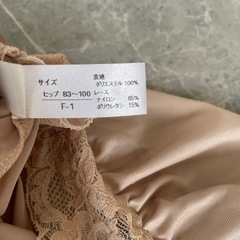 サイズ
ヒップ 83〜100
F-1
表地
ポリエステル 100%
レース
ナイロン 85%
ポリウレタン 15%